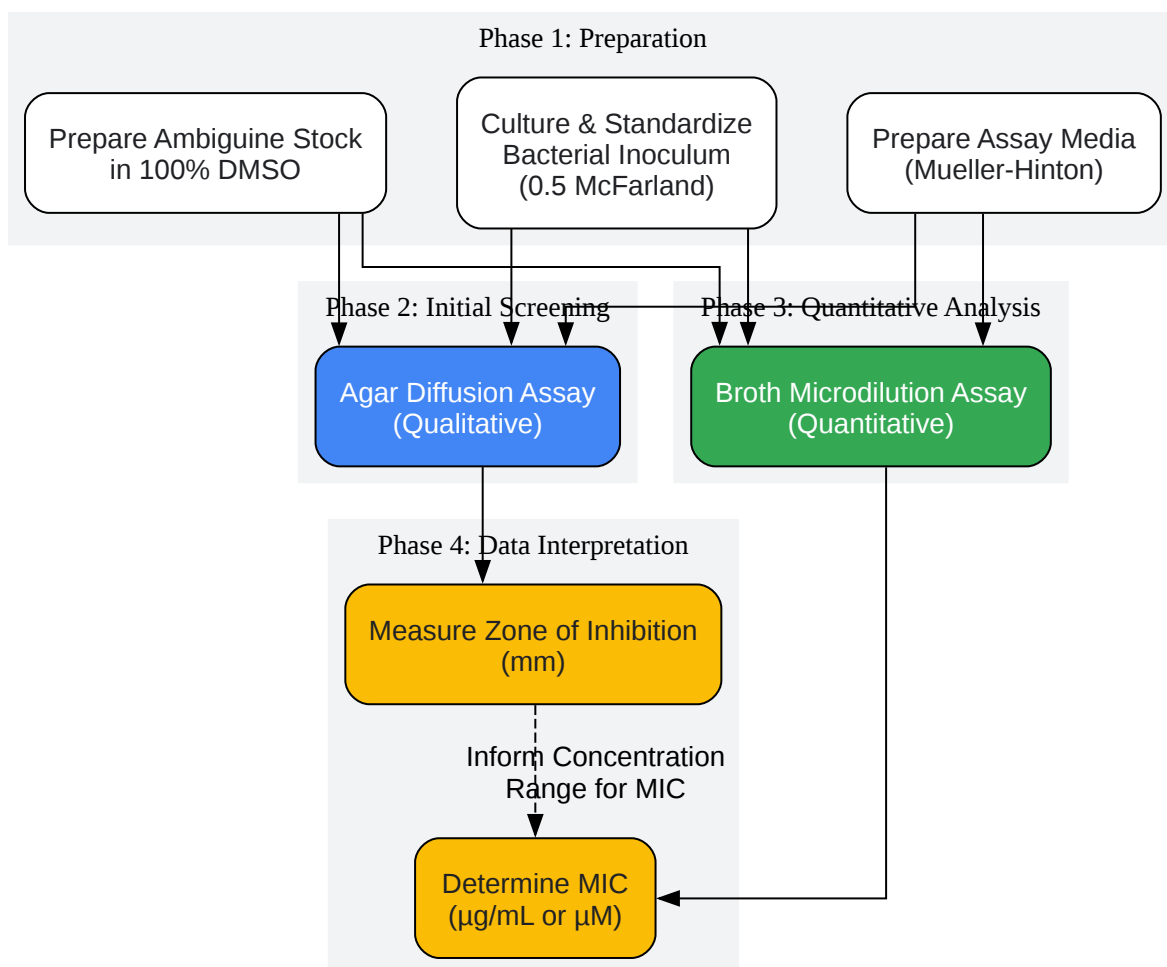 Phase 1: Preparation
Prepare Ambiguine Stock
in 100% DMSO
Culture & Standardize
Bacterial Inoculum
(0.5 McFarland)
Prepare Assay Media
(Mueller-Hinton)
Phase 2: Initial Screening
Agar Diffusion Assay
(Qualitative)
Phase 3: Quantitative Analysis
Broth Microdilution Assay
(Quantitative)
Phase 4: Data Interpretation
Measure Zone of Inhibition
(mm)
Inform Concentration
Range for MIC
Determine MIC
(µg/mL or µM)